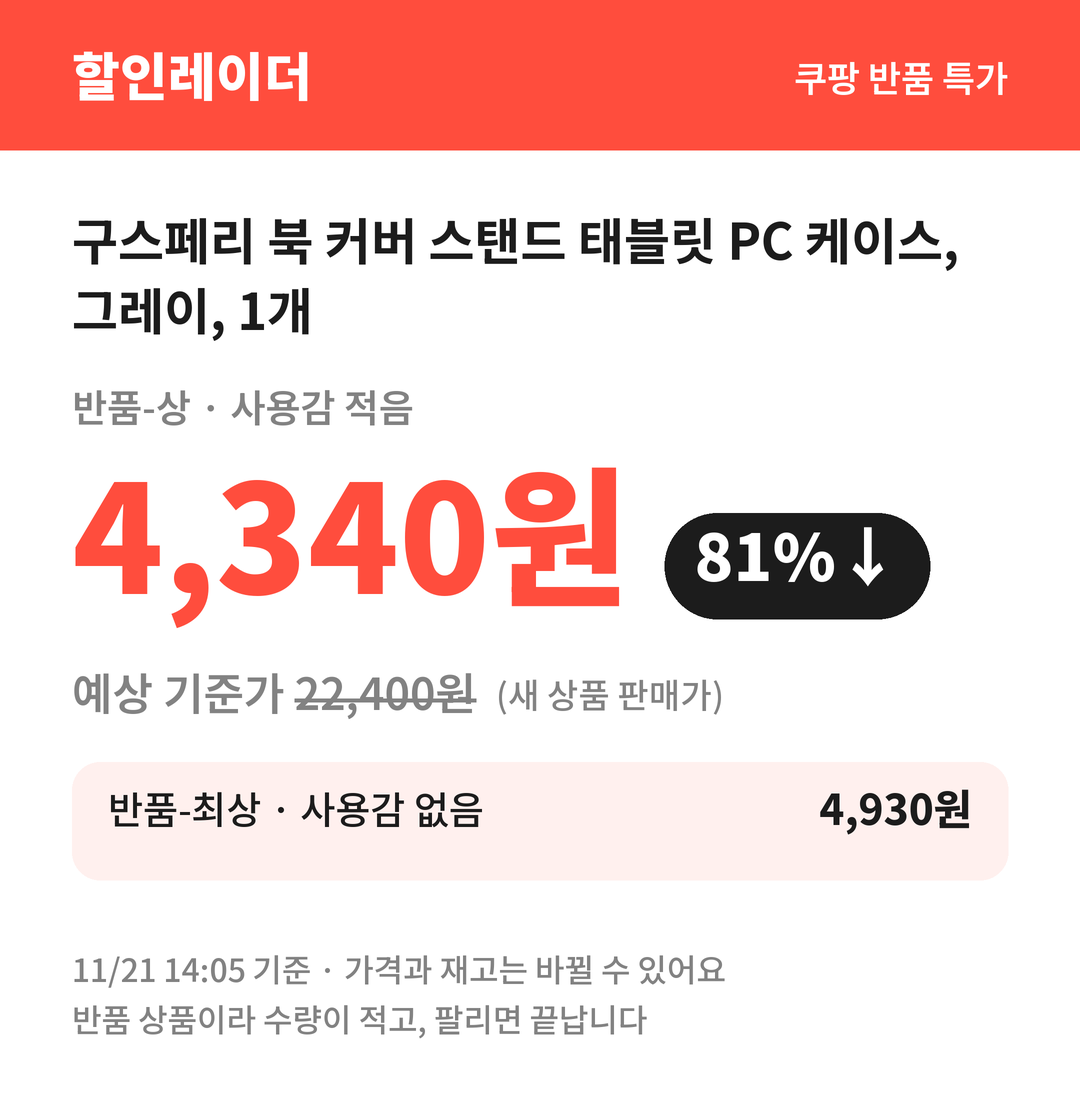 할인레이더
쿠팡 반품 특가
구스페리 북 커버 스탠드 태블릿 PC 케이스,
그레이, 1개
반품-상 · 사용감 적음
4,340원
81%↓
예상 기준가 22,400원 (새 상품 판매가)
반품-최상 · 사용감 없음
4,930원
11/21 14:05 기준 · 가격과 재고는 바뀔 수 있어요
반품 상품이라 수량이 적고, 팔리면 끝납니다